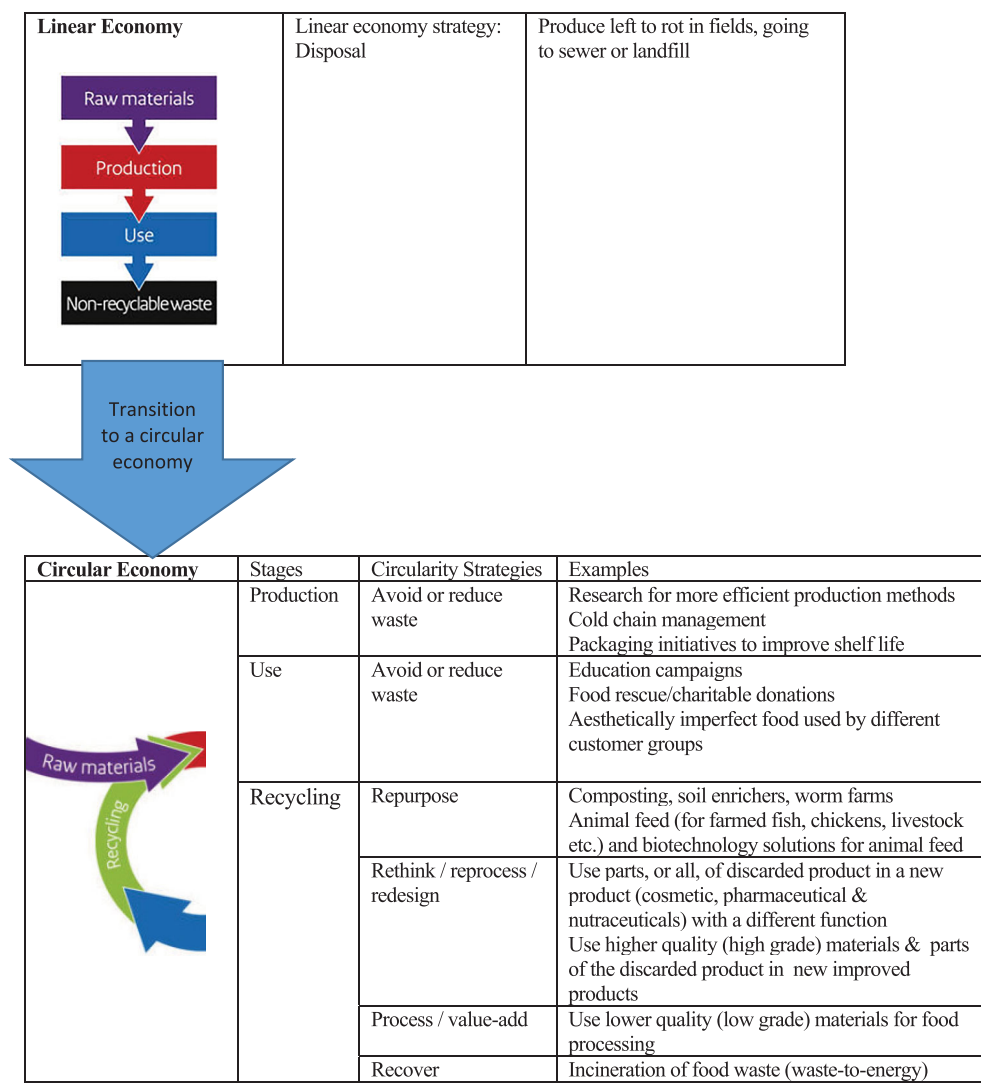 Linear Economy
Linear economy strategy:
Disposal
Produce left to rot in fields, going
to sewer or landfill
Raw materials
Production
Use
Non-recyclable waste
Transition
to a circular
economy
Circular Economy
Stages
Circularity Strategies
Examples
Production
Avoid or reduce
waste
Research for more efficient production methods
Cold chain management
Packaging initiatives to improve shelf life
Use
Avoid or reduce
waste
Education campaigns
Food rescue/charitable donations
Aesthetically imperfect food used by different
customer groups
Raw materials
Recycling
Recycling
Repurpose
Composting, soil enrichers, worm farms
Animal feed (for farmed fish, chickens, livestock
etc.) and biotechnology solutions for animal feed
Rethink / reprocess /
redesign
Use parts, or all, of discarded product in a new
product (cosmetic, pharmaceutical &
nutraceuticals) with a different function
Use higher quality (high grade) materials & parts
of the discarded product in new improved
products
Process / value-add
Use lower quality (low grade) materials for food
processing
Recover
Incineration of food waste (waste-to-energy)